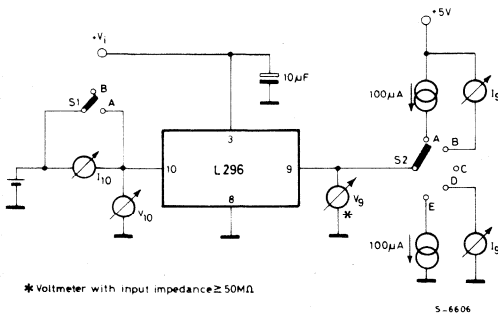 +5V
+Vi
10µF
B
S1
A
100µA
I9
A
B
3
L296
10
9
S2
C
I10
8
V10
V9
*
D
E
100µA
I9
* Voltmeter with input impedance ≥ 50MΩ
S-6606